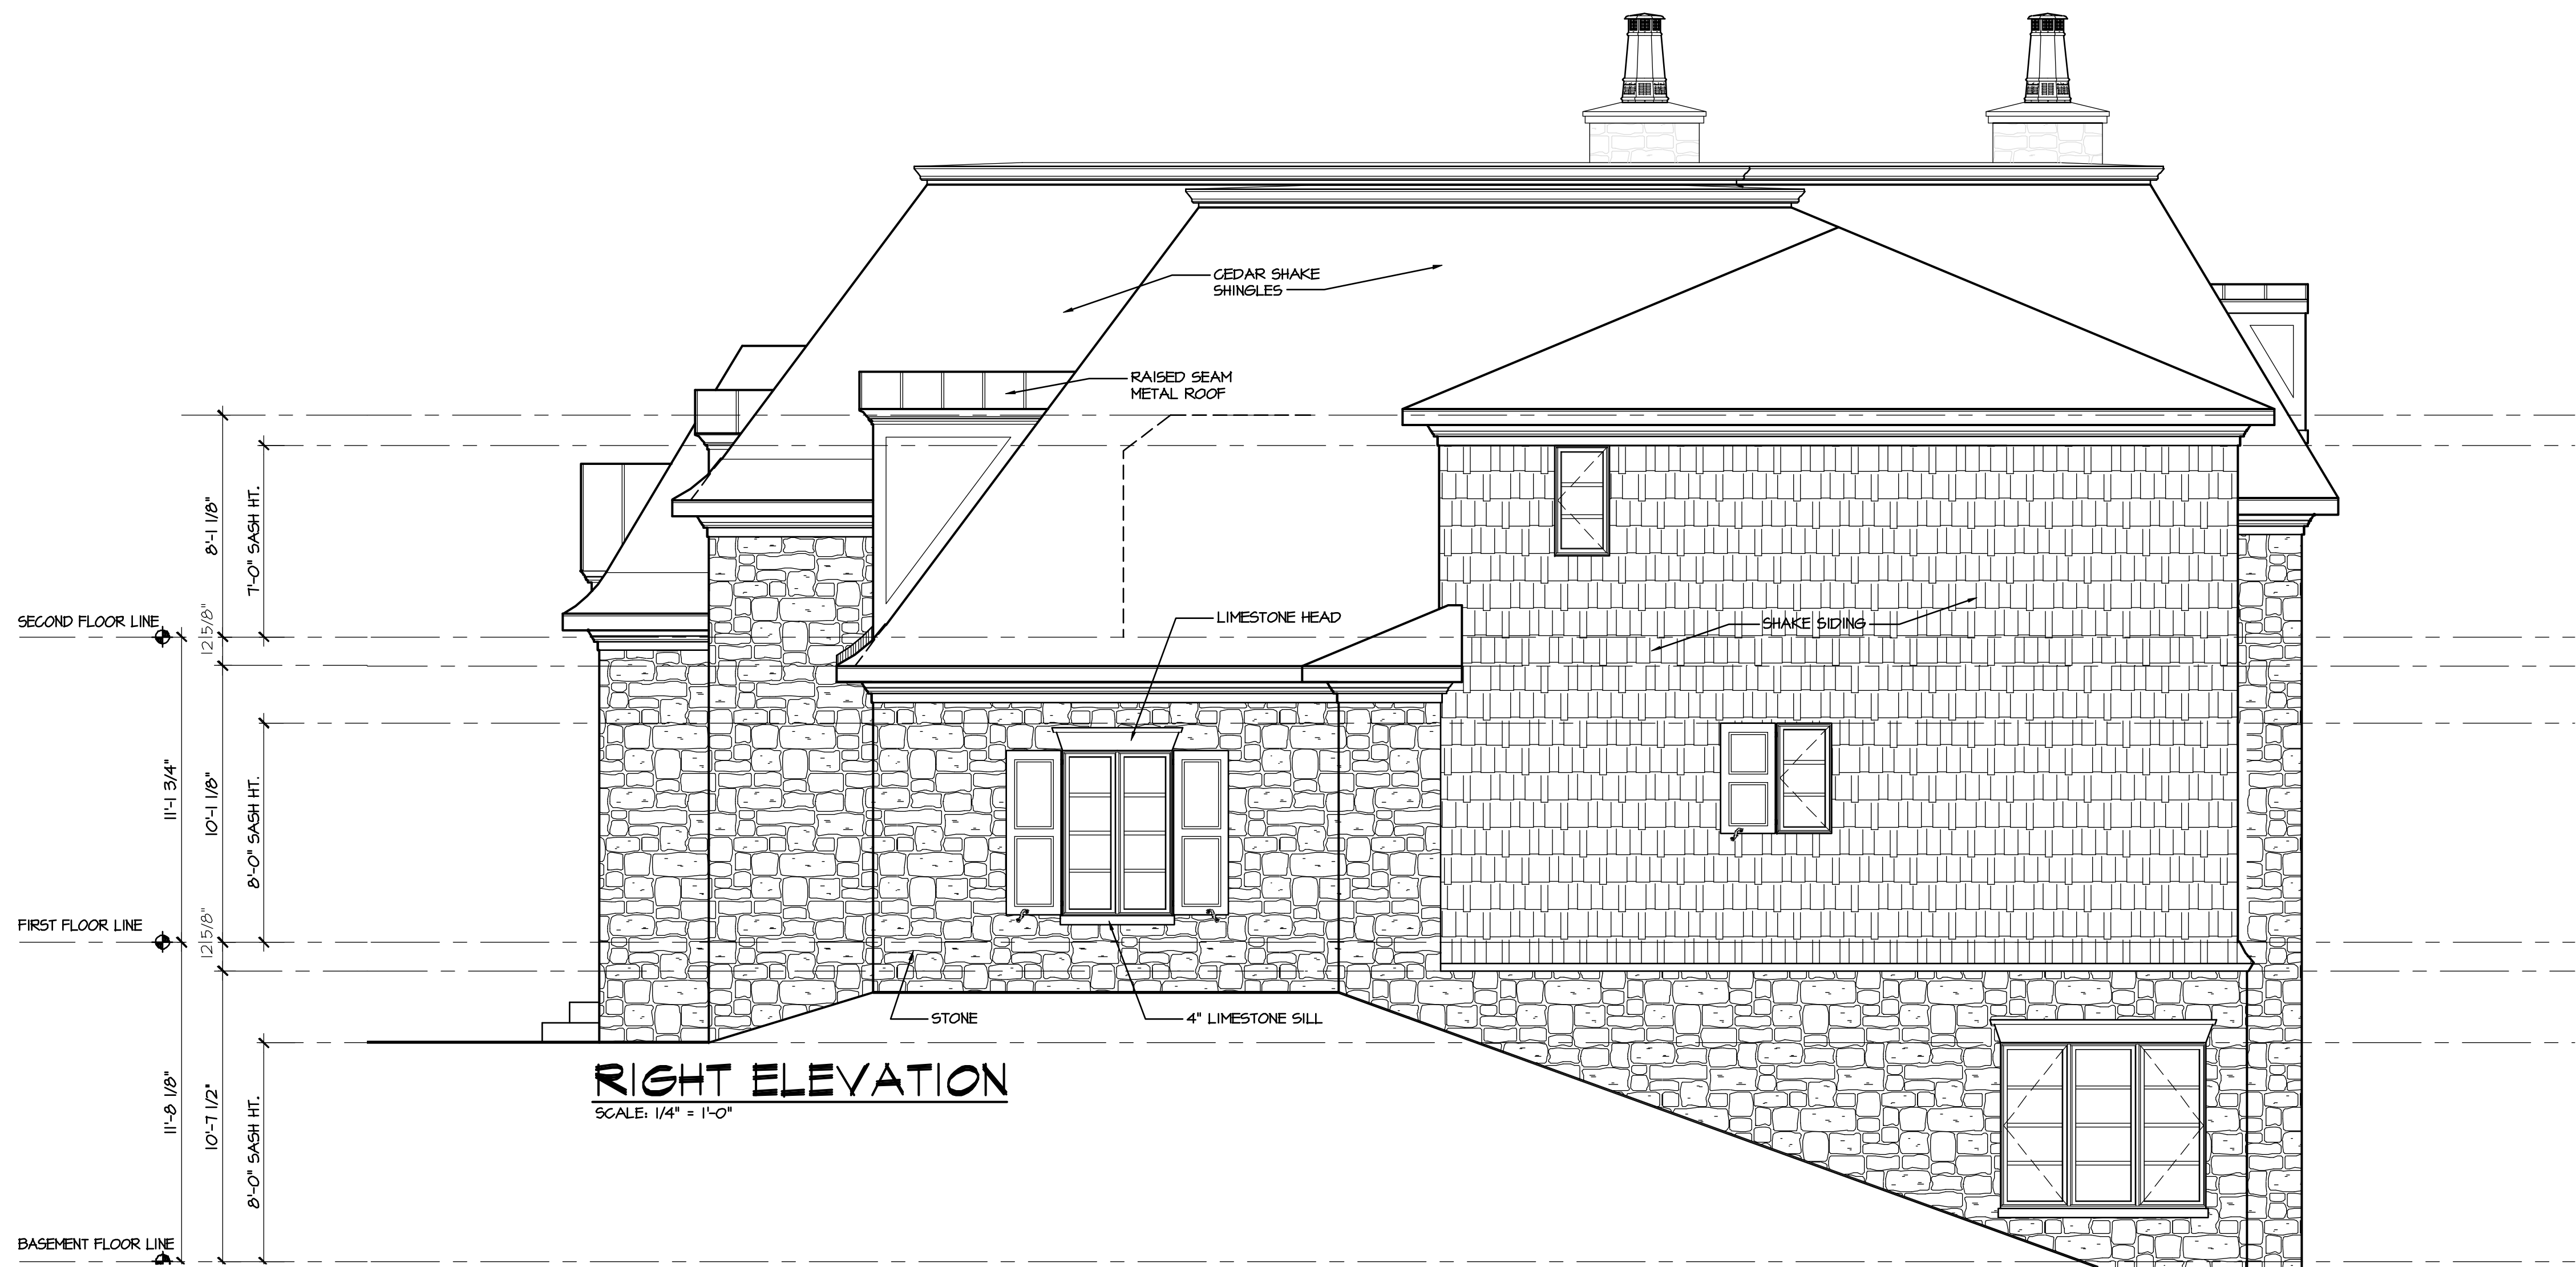 CEDAR SHAKE
SHINGLES
RAISED SEAM
METAL ROOF
8'-1 1/8"
7'-0" SASH HT.
SECOND FLOOR LINE
12 5/8"
LIMESTONE HEAD
SHAKE SIDING
11'-1 3/4"
10'-1 1/8"
8'-0" SASH HT.
FIRST FLOOR LINE
12 5/8"
STONE
4" LIMESTONE SILL
RIGHT ELEVATION
SCALE: 1/4" = 1'-0"
11'-8 1/8"
10'-7 1/2"
8'-0" SASH HT.
BASEMENT FLOOR LINE